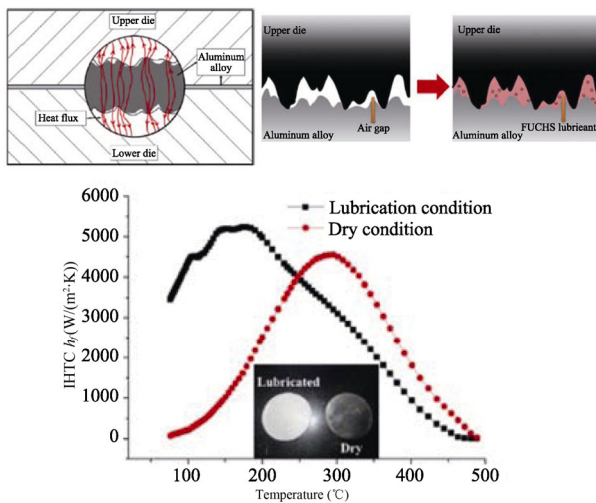 Upper die
Aluminum
alloy
Heat flux
Lower die
Upper die
Air gap
Aluminum alloy
Upper die
FUCHS lubrieant
Aluminum alloy
6000
5000
4000
3000
2000
1000
0
IHTC hf(W/(m²·K))
Lubrication condition
Dry condition
Lubricated
Dry
100
200
300
400
500
Temperature (℃)